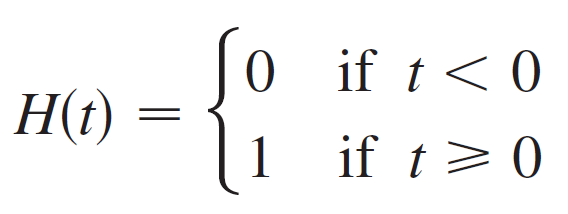 H(t) = { 0 if t < 0
1 if t ⩾ 0